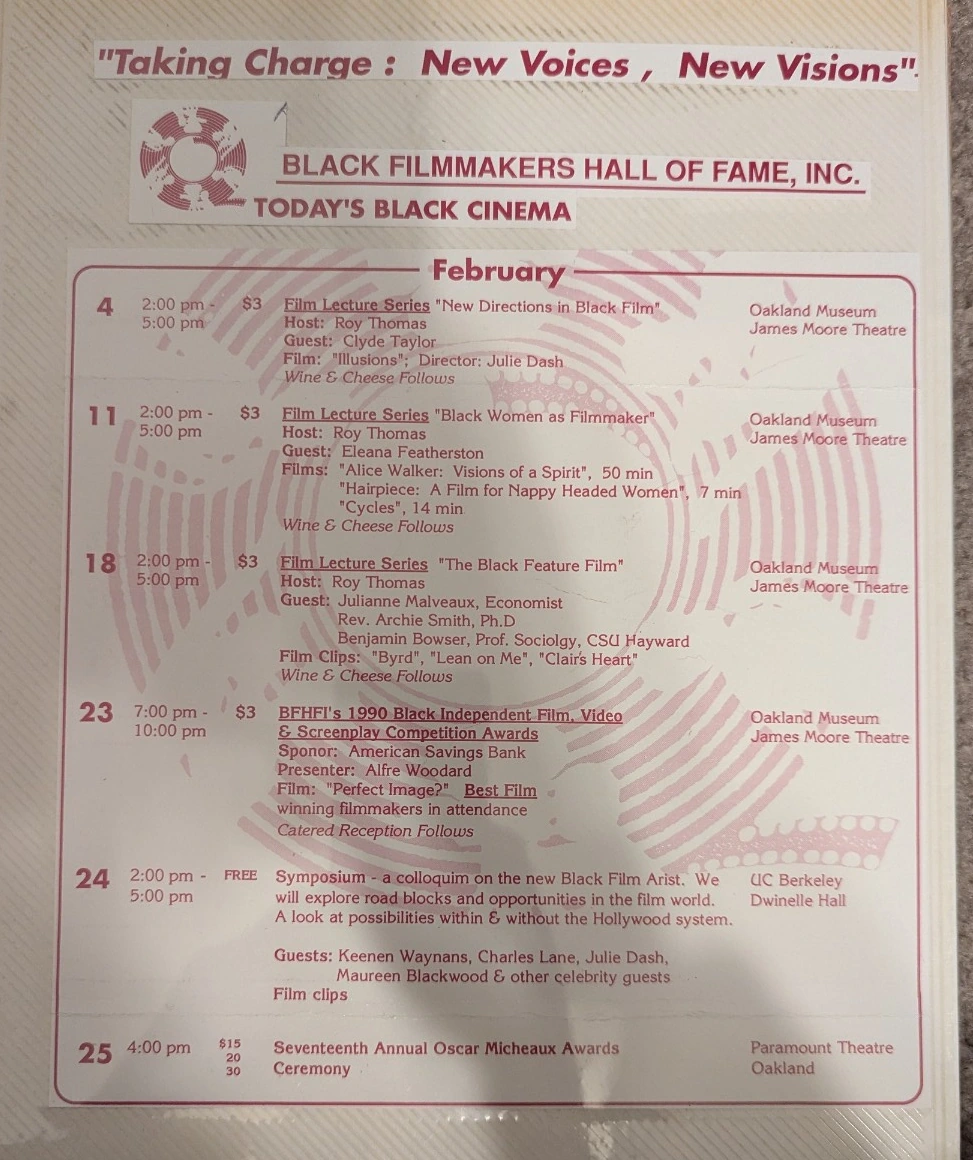 "Taking Charge : New Voices , New Visions".
BLACK FILMMAKERS HALL OF FAME, INC.
TODAY'S BLACK CINEMA
February
4 2:00 pm - $3 Film Lecture Series "New Directions in Black Film" Oakland Museum
5:00 pm Host: Roy Thomas James Moore Theatre
Guest: Clyde Taylor
Film: "Illusions"; Director: Julie Dash
Wine & Cheese Follows
11 2:00 pm - $3 Film Lecture Series "Black Women as Filmmaker" Oakland Museum
5:00 pm Host: Roy Thomas James Moore Theatre
Guest: Eleana Featherston
Films: "Alice Walker: Visions of a Spirit", 50 min
"Hairpiece: A Film for Nappy Headed Women", 7 min
"Cycles", 14 min
Wine & Cheese Follows
18 2:00 pm - $3 Film Lecture Series "The Black Feature Film" Oakland Museum
5:00 pm Host: Roy Thomas James Moore Theatre
Guest: Julianne Malveaux, Economist
Rev. Archie Smith, Ph.D
Benjamin Bowser, Prof. Sociolgy, CSU Hayward
Film Clips: "Byrd", "Lean on Me", "Clair's Heart"
Wine & Cheese Follows
23 7:00 pm - $3 BFHFI's 1990 Black Independent Film, Video Oakland Museum
10:00 pm & Screenplay Competition Awards James Moore Theatre
Sponor: American Savings Bank
Presenter: Alfre Woodard
Film: "Perfect Image?" Best Film
winning filmmakers in attendance
Catered Reception Follows
24 2:00 pm - FREE Symposium - a colloquim on the new Black Film Arist. We UC Berkeley
5:00 pm will explore road blocks and opportunities in the film world. Dwinelle Hall
A look at possibilities within & without the Hollywood system.
Guests: Keenen Waynans, Charles Lane, Julie Dash,
Maureen Blackwood & other celebrity guests
Film clips
25 4:00 pm $15 Seventeenth Annual Oscar Micheaux Awards Paramount Theatre
20 Ceremony Oakland
30